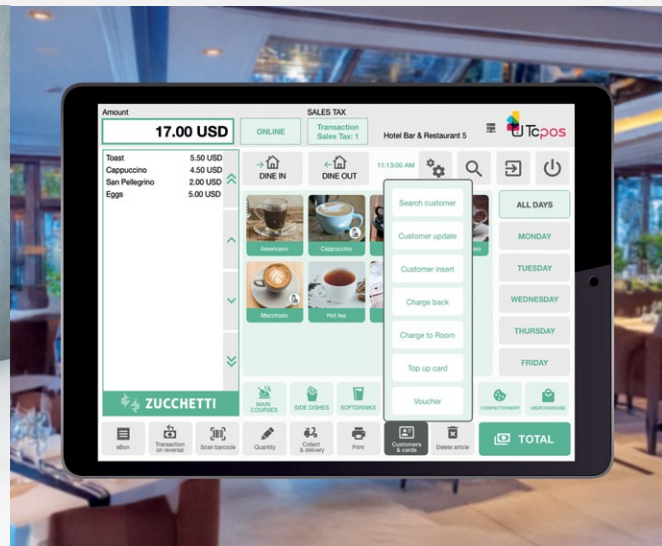 Amount
17.00 USD
ONLINE
SALES TAX
Transaction
Sales Tax: 1
Hotel Bar & Restaurant 5
Tcpos
Toast 5.50 USD
Cappuccino 4.50 USD
San Pellegrino 2.00 USD
Eggs 5.00 USD
DINE IN
DINE OUT
11:13:00 AM
Search customer
Customer update
Customer insert
Charge back
Charge to Room
Top up card
Voucher
ALL DAYS
MONDAY
TUESDAY
WEDNESDAY
THURSDAY
FRIDAY
Americano
Cappuccino
Macchiato
Hot tea
ZUCCHETTI
MAIN
COURSES
SIDE DISHES
SOFTDRINKS
CONFECTIONERY
MERCHANDISE
eBon
Transaction
on reversal
Scan barcode
Quantity
Collect
& delivery
Print
Customers
& cards
Delete article
TOTAL